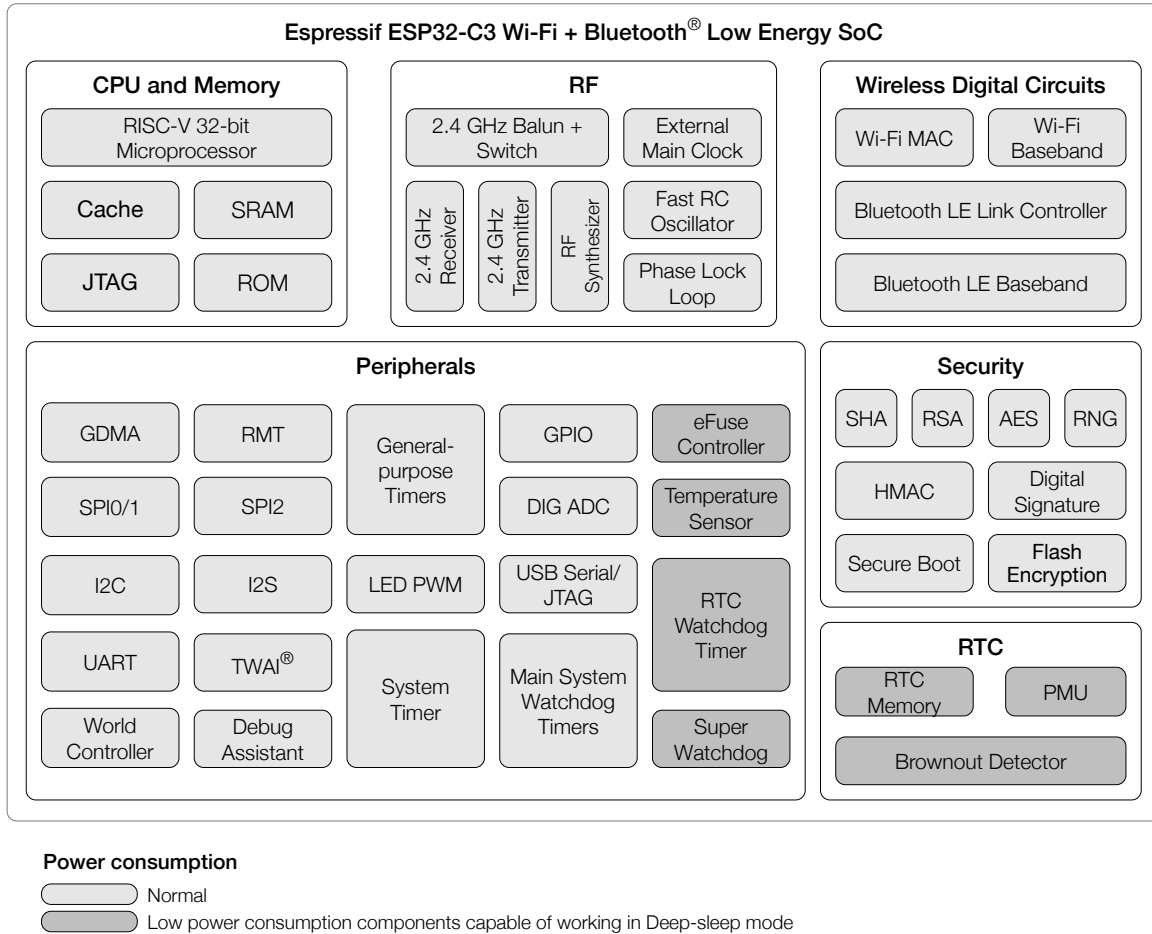 Espressif ESP32-C3 Wi-Fi + Bluetooth® Low Energy SoC
CPU and Memory
RISC-V 32-bit
Microprocessor
Cache
SRAM
JTAG
ROM
RF
2.4 GHz Balun +
Switch
External
Main Clock
2.4 GHz
Receiver
2.4 GHz
Transmitter
RF
Synthesizer
Fast RC
Oscillator
Phase Lock
Loop
Wireless Digital Circuits
Wi-Fi MAC
Wi-Fi
Baseband
Bluetooth LE Link Controller
Bluetooth LE Baseband
Peripherals
GDMA
RMT
General-
purpose
Timers
GPIO
eFuse
Controller
SPI0/1
SPI2
DIG ADC
Temperature
Sensor
I2C
I2S
LED PWM
USB Serial/
JTAG
RTC
Watchdog
Timer
UART
TWAI®
System
Timer
Main System
Watchdog
Timers
World
Controller
Debug
Assistant
Super
Watchdog
Security
SHA
RSA
AES
RNG
HMAC
Digital
Signature
Secure Boot
Flash
Encryption
RTC
RTC
Memory
PMU
Brownout Detector
Power consumption
Normal
Low power consumption components capable of working in Deep-sleep mode